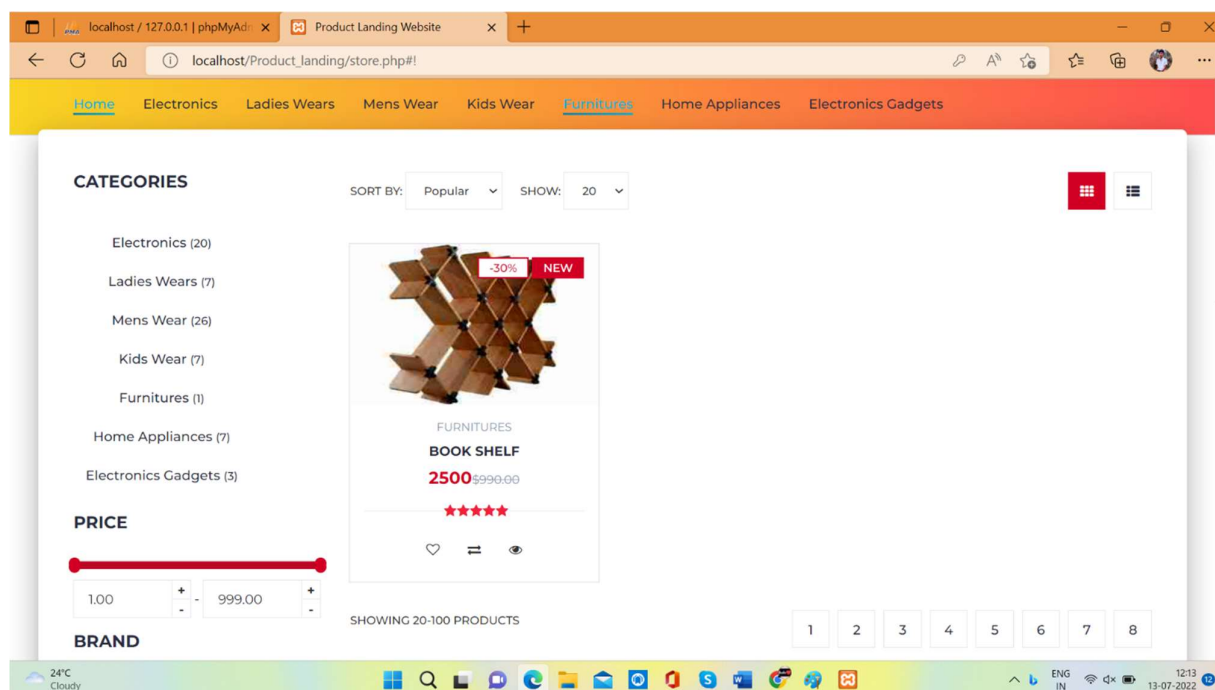 localhost / 127.0.0.1 | phpMyAdn
Product Landing Website
localhost/Product_landing/store.php#!
Home Electronics Ladies Wears Mens Wear Kids Wear Furnitures Home Appliances Electronics Gadgets
CATEGORIES
Electronics (20)
Ladies Wears (7)
Mens Wear (26)
Kids Wear (7)
Furnitures (1)
Home Appliances (7)
Electronics Gadgets (3)
PRICE
1.00 + - - 999.00 + -
BRAND
SORT BY: Popular SHOW: 20
-30% NEW
FURNITURES
BOOK SHELF
2500 $990.00
SHOWING 20-100 PRODUCTS
1 2 3 4 5 6 7 8
24°C
Cloudy
ENG
IN
12:13
13-07-2022
12